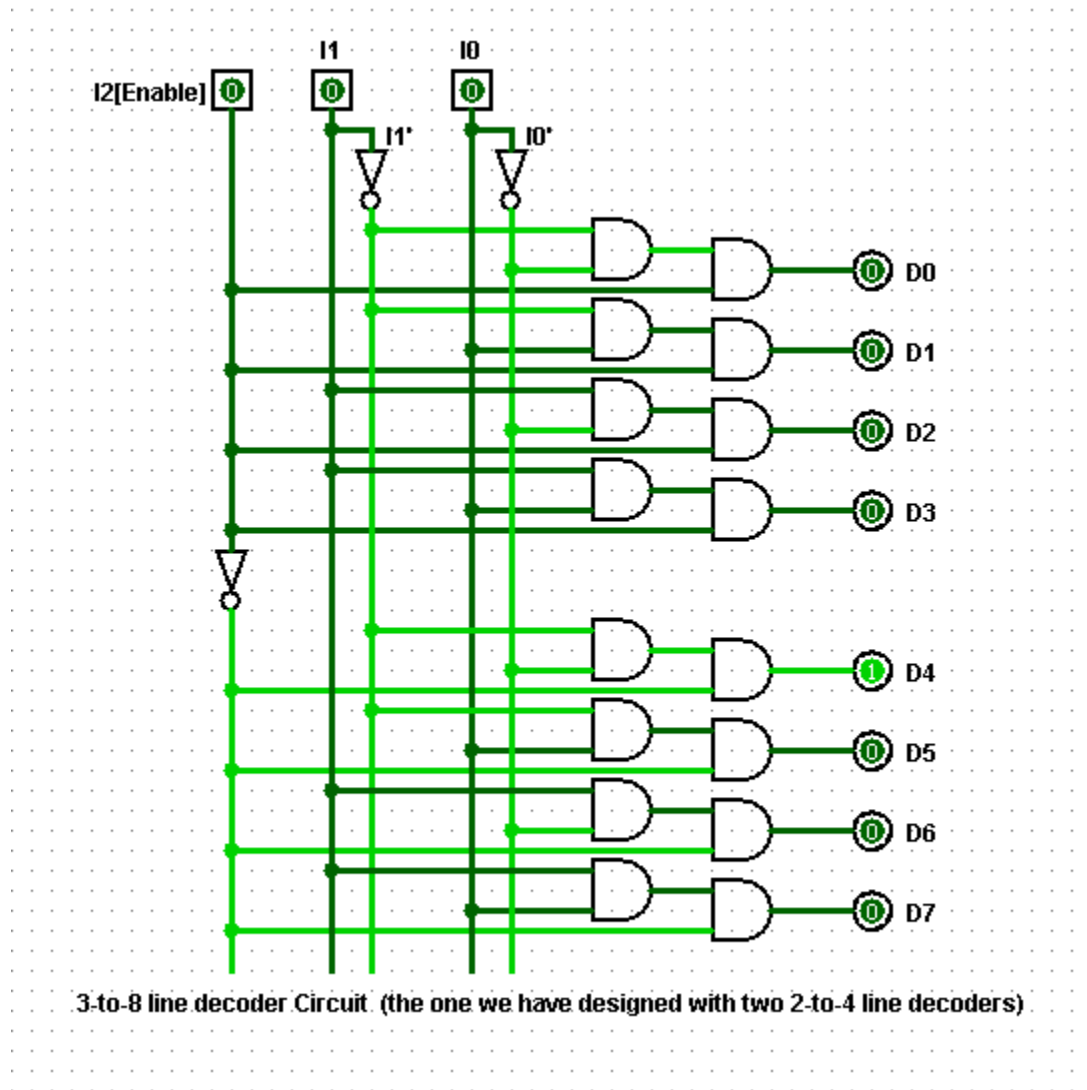 I1 I0
I2[Enable] 0 0 0
I1' I0'
0 D0
0 D1
0 D2
0 D3
1 D4
0 D5
0 D6
0 D7
3-to-8 line decoder Circuit (the one we have designed with two 2-to-4 line decoders)